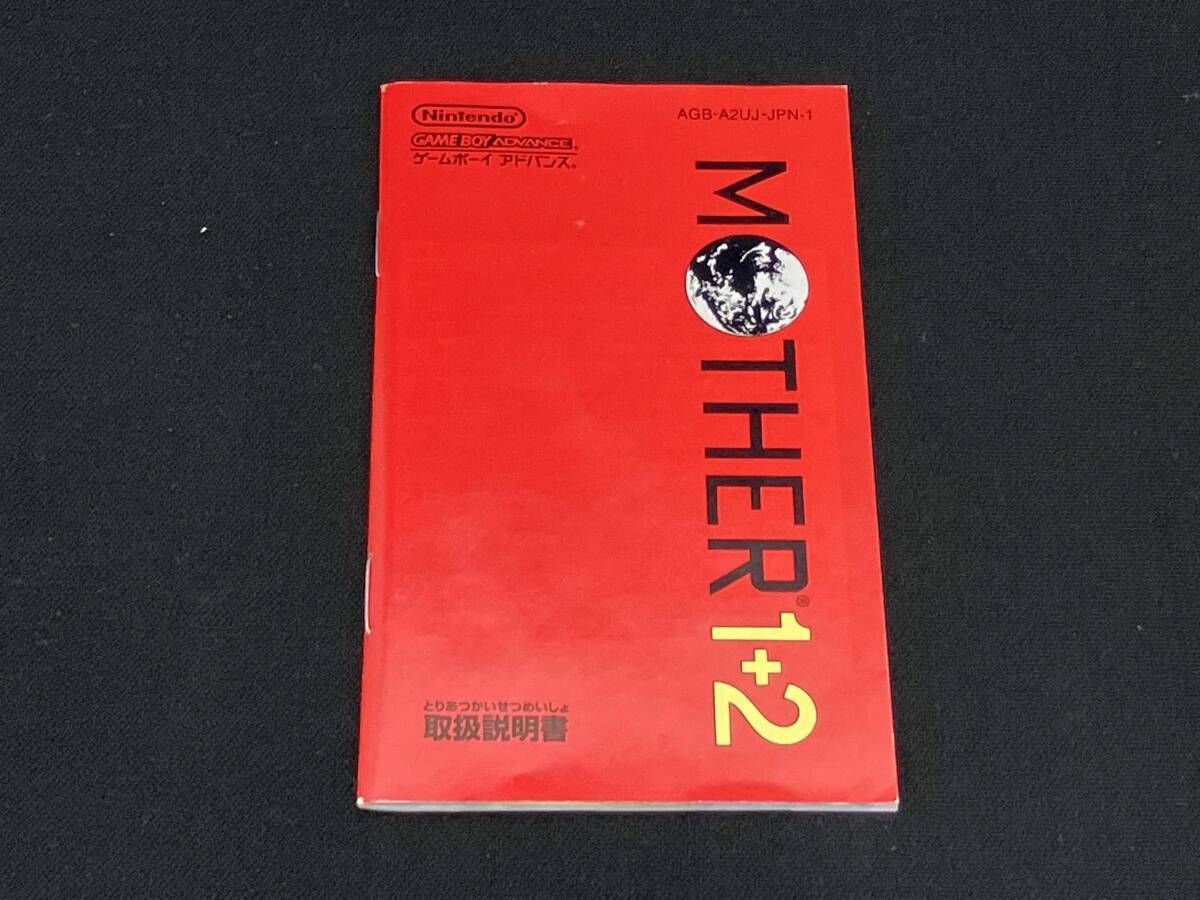 Nintendo®
GAME BOY ADVANCE®
ゲームボーイ アドバンス®
AGB-A2UJ-JPN-1
MOTHER®1+2
とりあつかいせつめいしょ
取扱説明書